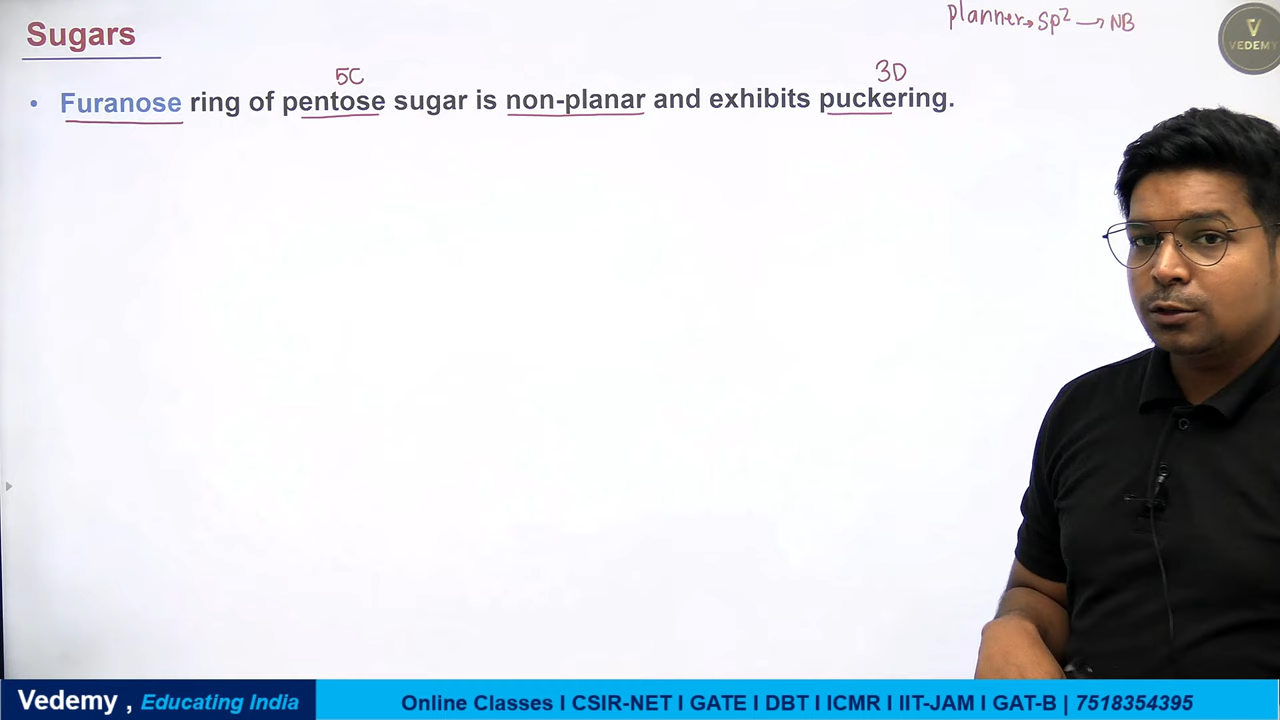 planner→Sp² → NB
Sugars
VEDEMY
5C
3D
• Furanose ring of pentose sugar is non-planar and exhibits puckering.
Vedemy , Educating India
Online Classes I CSIR-NET I GATE I DBT I ICMR I IIT-JAM I GAT-B | 7518354395